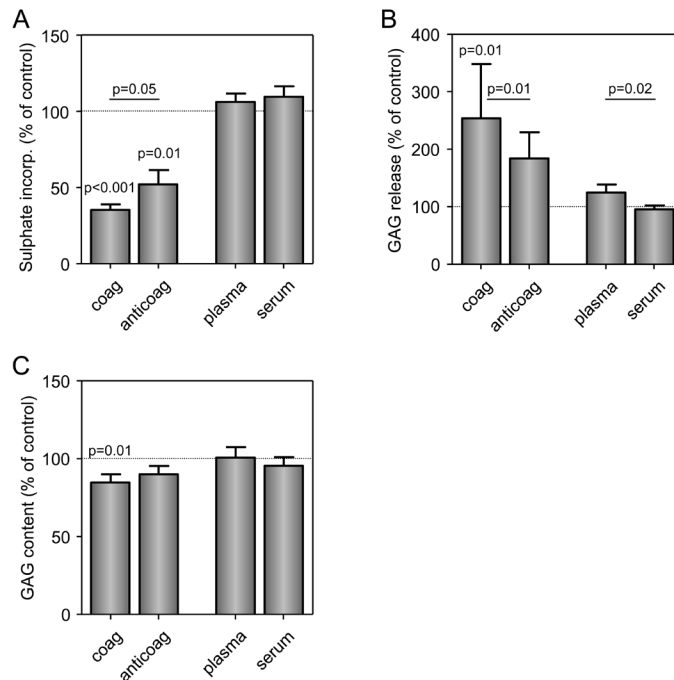 A
Sulphate incorp. (% of control)
150
100
50
0
p=0.05
p=0.01
p<0.001
coag
anticoag
plasma
serum
B
GAG release (% of control)
400
300
200
100
0
p=0.01
p=0.01
p=0.02
coag
anticoag
plasma
serum
C
GAG content (% of control)
150
100
50
0
p=0.01
coag
anticoag
plasma
serum